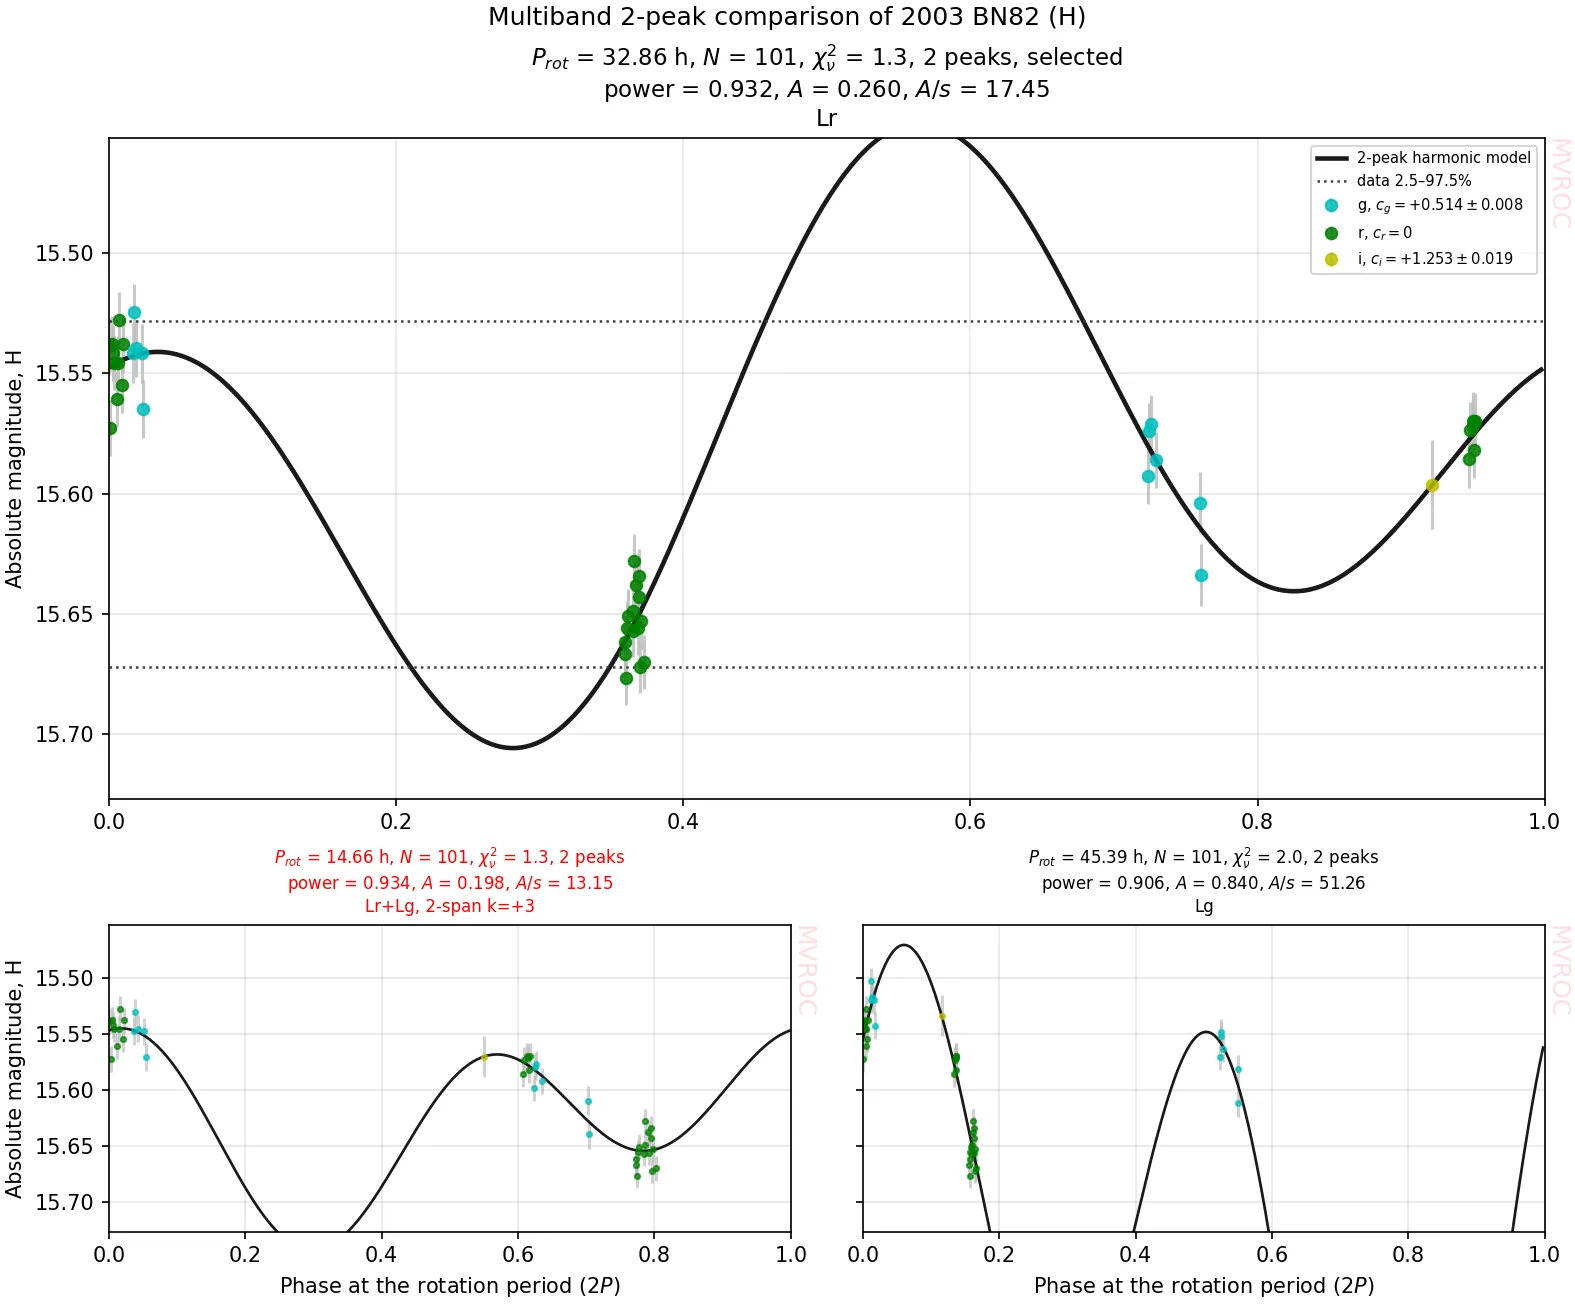 Multiband 2-peak comparison of 2003 BN82 (H)
P_rot = 32.86 h, N = 101, χ²_ν = 1.3, 2 peaks, selected
power = 0.932, A = 0.260, A/s = 17.45
Lr
2-peak harmonic model
data 2.5–97.5%
g, c_g = +0.514 ± 0.008
r, c_r = 0
i, c_i = +1.253 ± 0.019
MVROC
Absolute magnitude, H
15.50
15.55
15.60
15.65
15.70
0.0 0.2 0.4 0.6 0.8 1.0
P_rot = 14.66 h, N = 101, χ²_ν = 1.3, 2 peaks
power = 0.934, A = 0.198, A/s = 13.15
Lr+Lg, 2-span k=+3
MVROC
Absolute magnitude, H
15.50
15.55
15.60
15.65
15.70
0.0 0.2 0.4 0.6 0.8 1.0
Phase at the rotation period (2P)
P_rot = 45.39 h, N = 101, χ²_ν = 2.0, 2 peaks
power = 0.906, A = 0.840, A/s = 51.26
Lg
MVROC
0.0 0.2 0.4 0.6 0.8 1.0
Phase at the rotation period (2P)